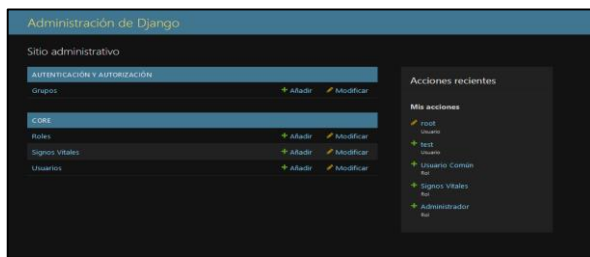 Administración de Django
Sitio administrativo
AUTENTICACIÓN Y AUTORIZACIÓN
Grupos Añadir Modificar
CORE
Roles Añadir Modificar
Signos Vitales Añadir Modificar
Usuarios Añadir Modificar
Acciones recientes
Mis acciones
root
Usuario
test
Usuario
Usuario Común
Rol
Signos Vitales
Rol
Administrador
Rol